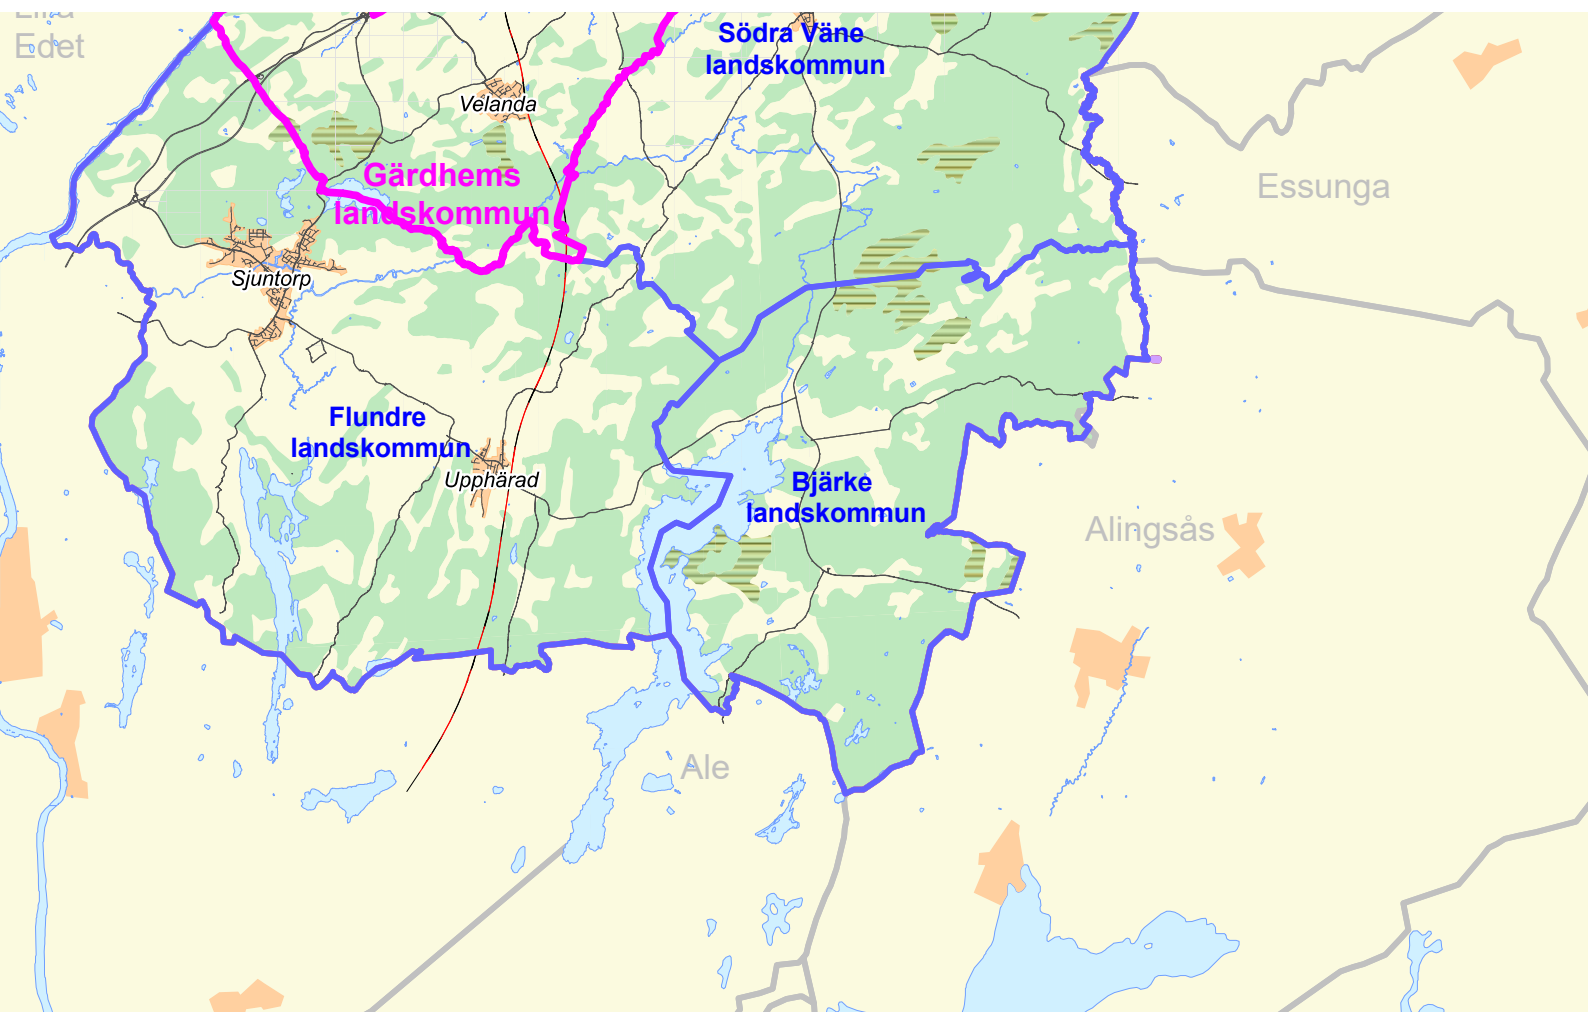 Edet
Södra Väne
landskommun
Velanda
Gärdhems
landskommun
Essunga
Sjuntorp
Flundre
landskommun
Upphärad
Bjärke
landskommun
Alingsås
Ale